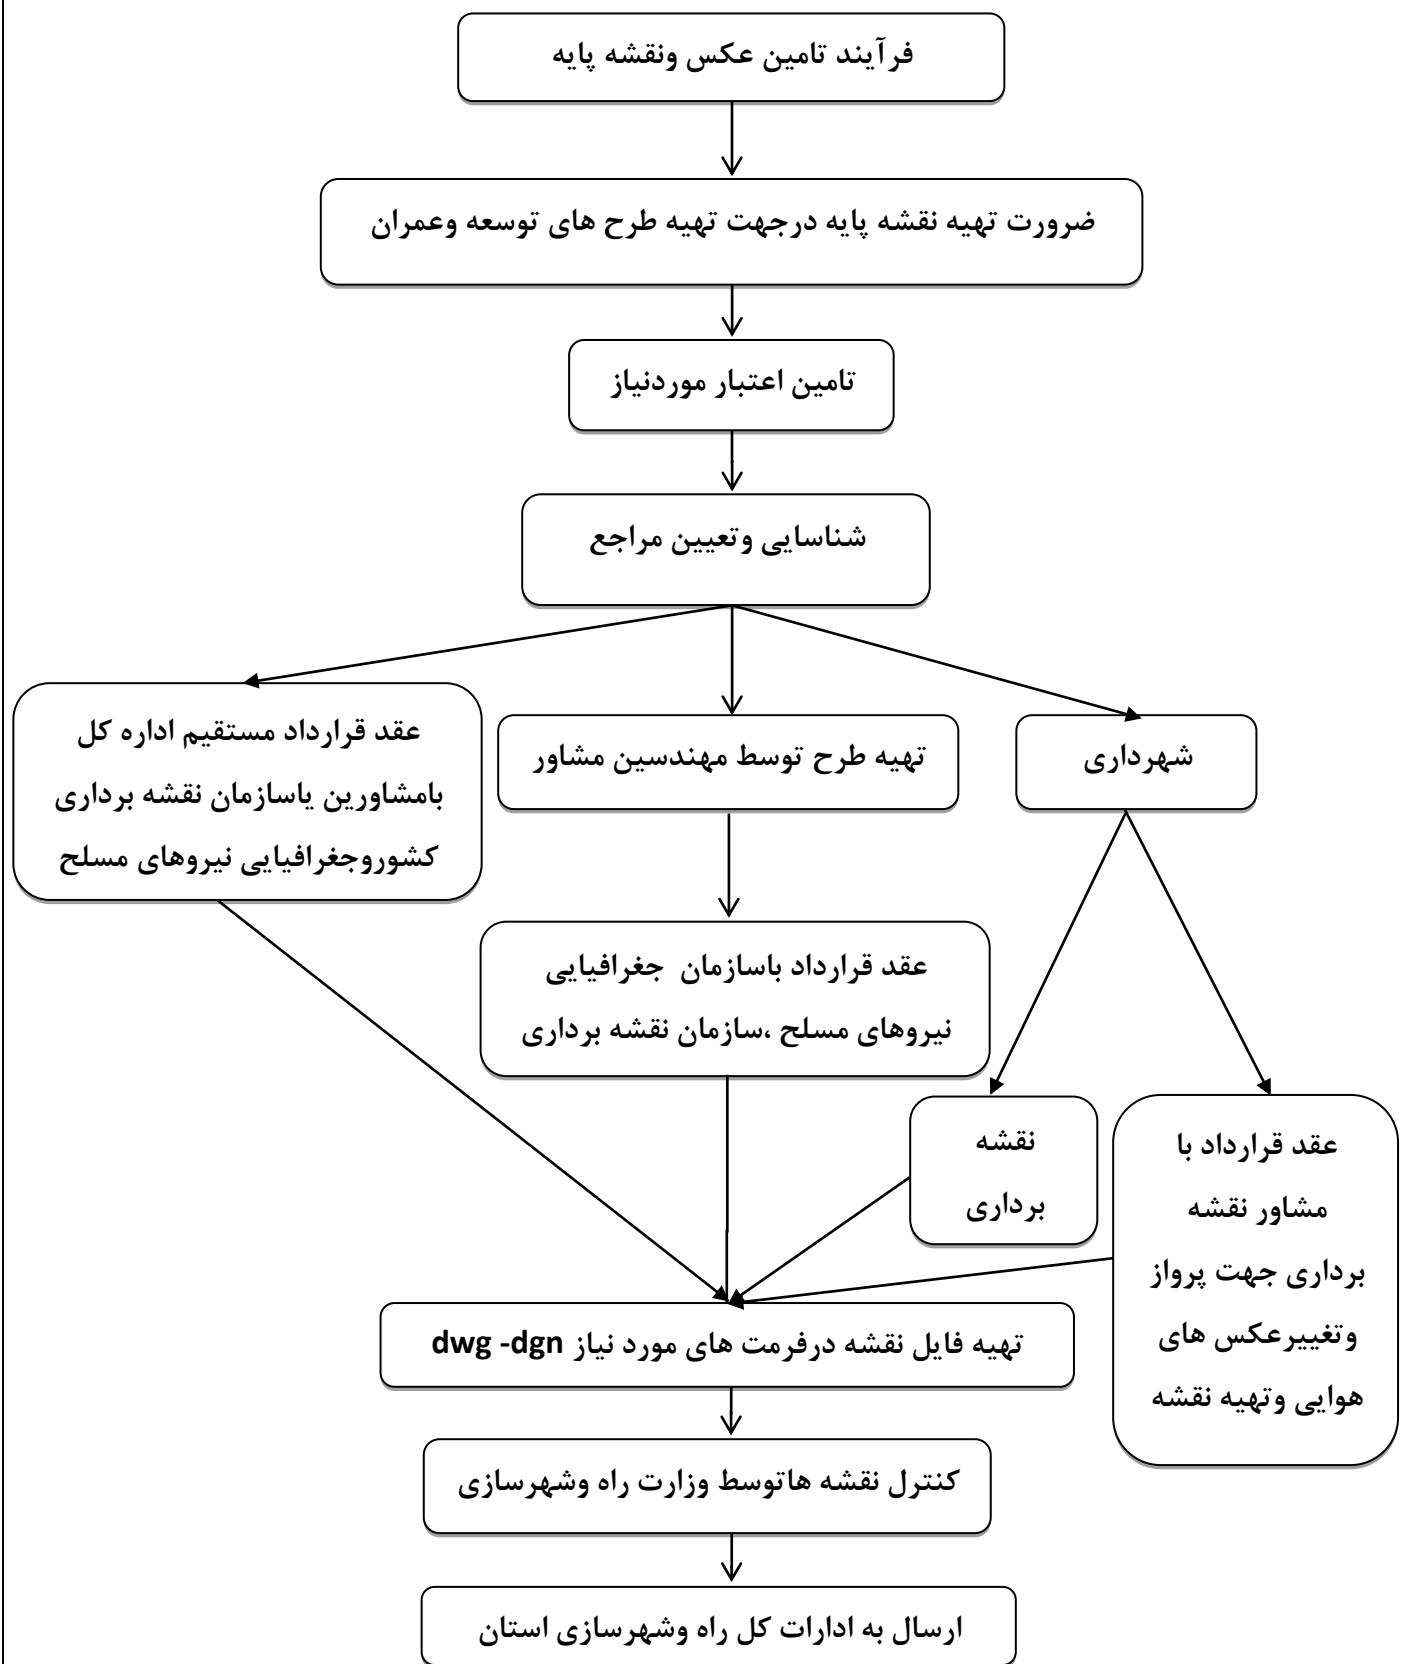 فرآیند تامین عکس ونقشه پایه
ضرورت تهیه نقشه پایه درجهت تهیه طرح های توسعه وعمران
تامین اعتبار موردنیاز
شناسایی وتعیین مراجع
شهرداری
تهیه طرح توسط مهندسین مشاور
عقد قرارداد مستقیم اداره کل
بامشاورین یاسازمان نقشه برداری
کشوروجغرافیایی نیروهای مسلح
عقد قرارداد باسازمان جغرافیایی
نیروهای مسلح ،سازمان نقشه برداری
عقد قرارداد با
مشاور نقشه
برداری جهت پرواز
وتغییرعکس های
هوایی وتهیه نقشه
نقشه
برداری
تهیه فایل نقشه درفرمت های مورد نیاز dwg -dgn
کنترل نقشه هاتوسط وزارت راه وشهرسازی
ارسال به ادارات کل راه وشهرسازی استان